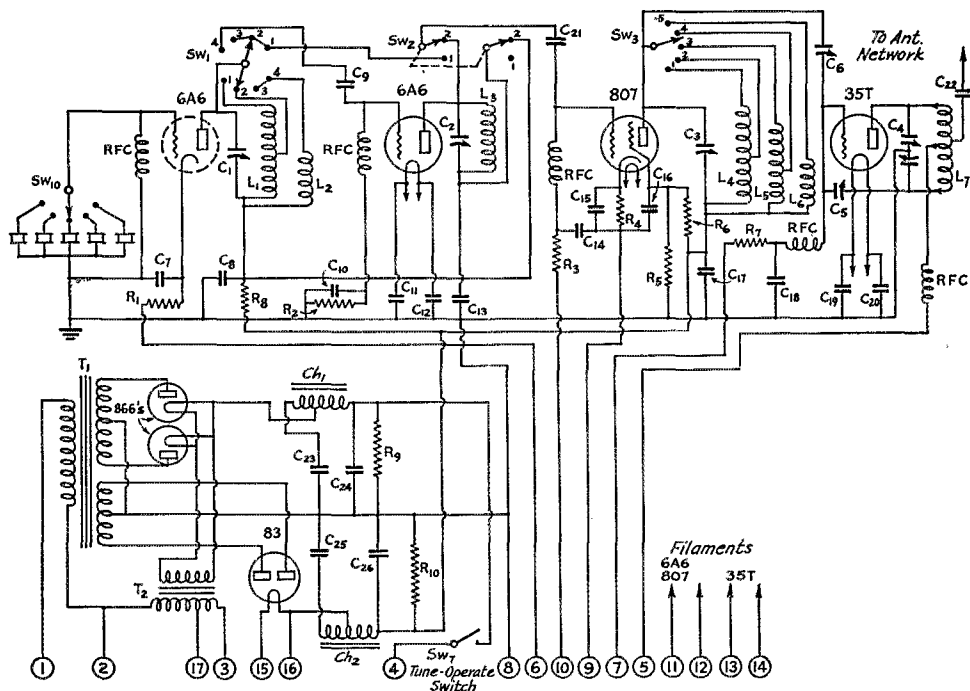 5
4
3
2
1
Sw1
4 3 2 1
Sw2
2
1
2
1
C21
Sw3
C6
To Ant.
Network
C22
6A6
1 2 3 4
C9
6A6
C2
L3
807
35T
C4
RFC
C1
L1
L2
RFC
RFC
C3
L4
L5
L6
C5
L7
Sw10
C15
R4
C16
R6
R7
RFC
C7
C8
C10
C14
R3
R5
C17
C18
C19
C20
RFC
R1
R8
R2
C11
C12
C13
T1
866's
Ch1
C23
C24
R9
83
C25
C26
R10
T2
Ch2
Sw7
Tune-Operate
Switch
Filaments
6A6
807
35T
1 2 17 3 15 16 4 8 6 10 9 7 5 11 12 13 14